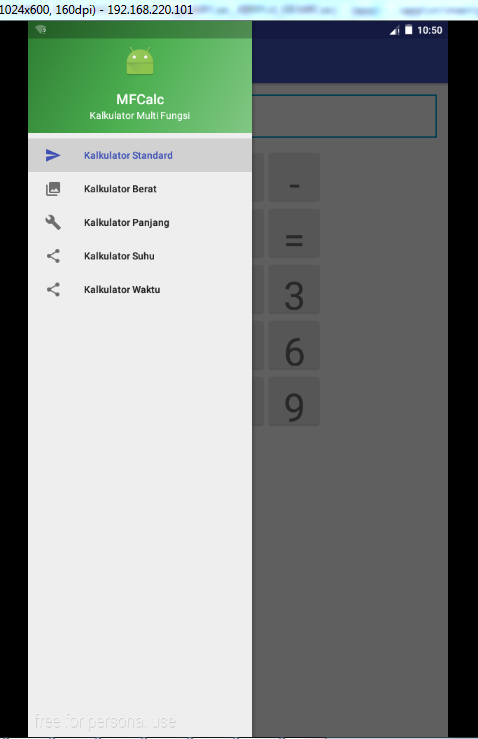 1024x600, 160dpi) - 192.168.220.101
10:50
MFCalc
Kalkulator Multi Fungsi
Kalkulator Standard
Kalkulator Berat
Kalkulator Panjang
Kalkulator Suhu
Kalkulator Waktu
-
=
3
6
9
free for personal use